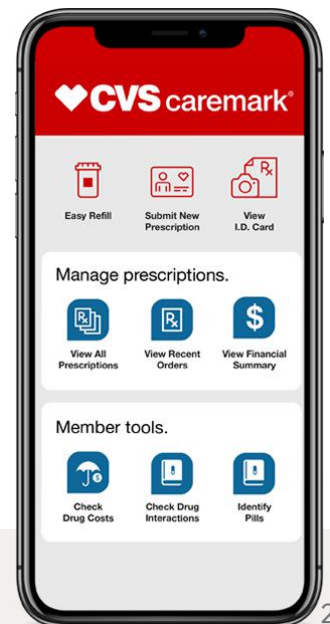 CVS caremark®
Easy Refill
Submit New
Prescription
View
I.D. Card
Manage prescriptions.
View All
Prescriptions
View Recent
Orders
View Financial
Summary
Member tools.
Check
Drug Costs
Check Drug
Interactions
Identify
Pills
2